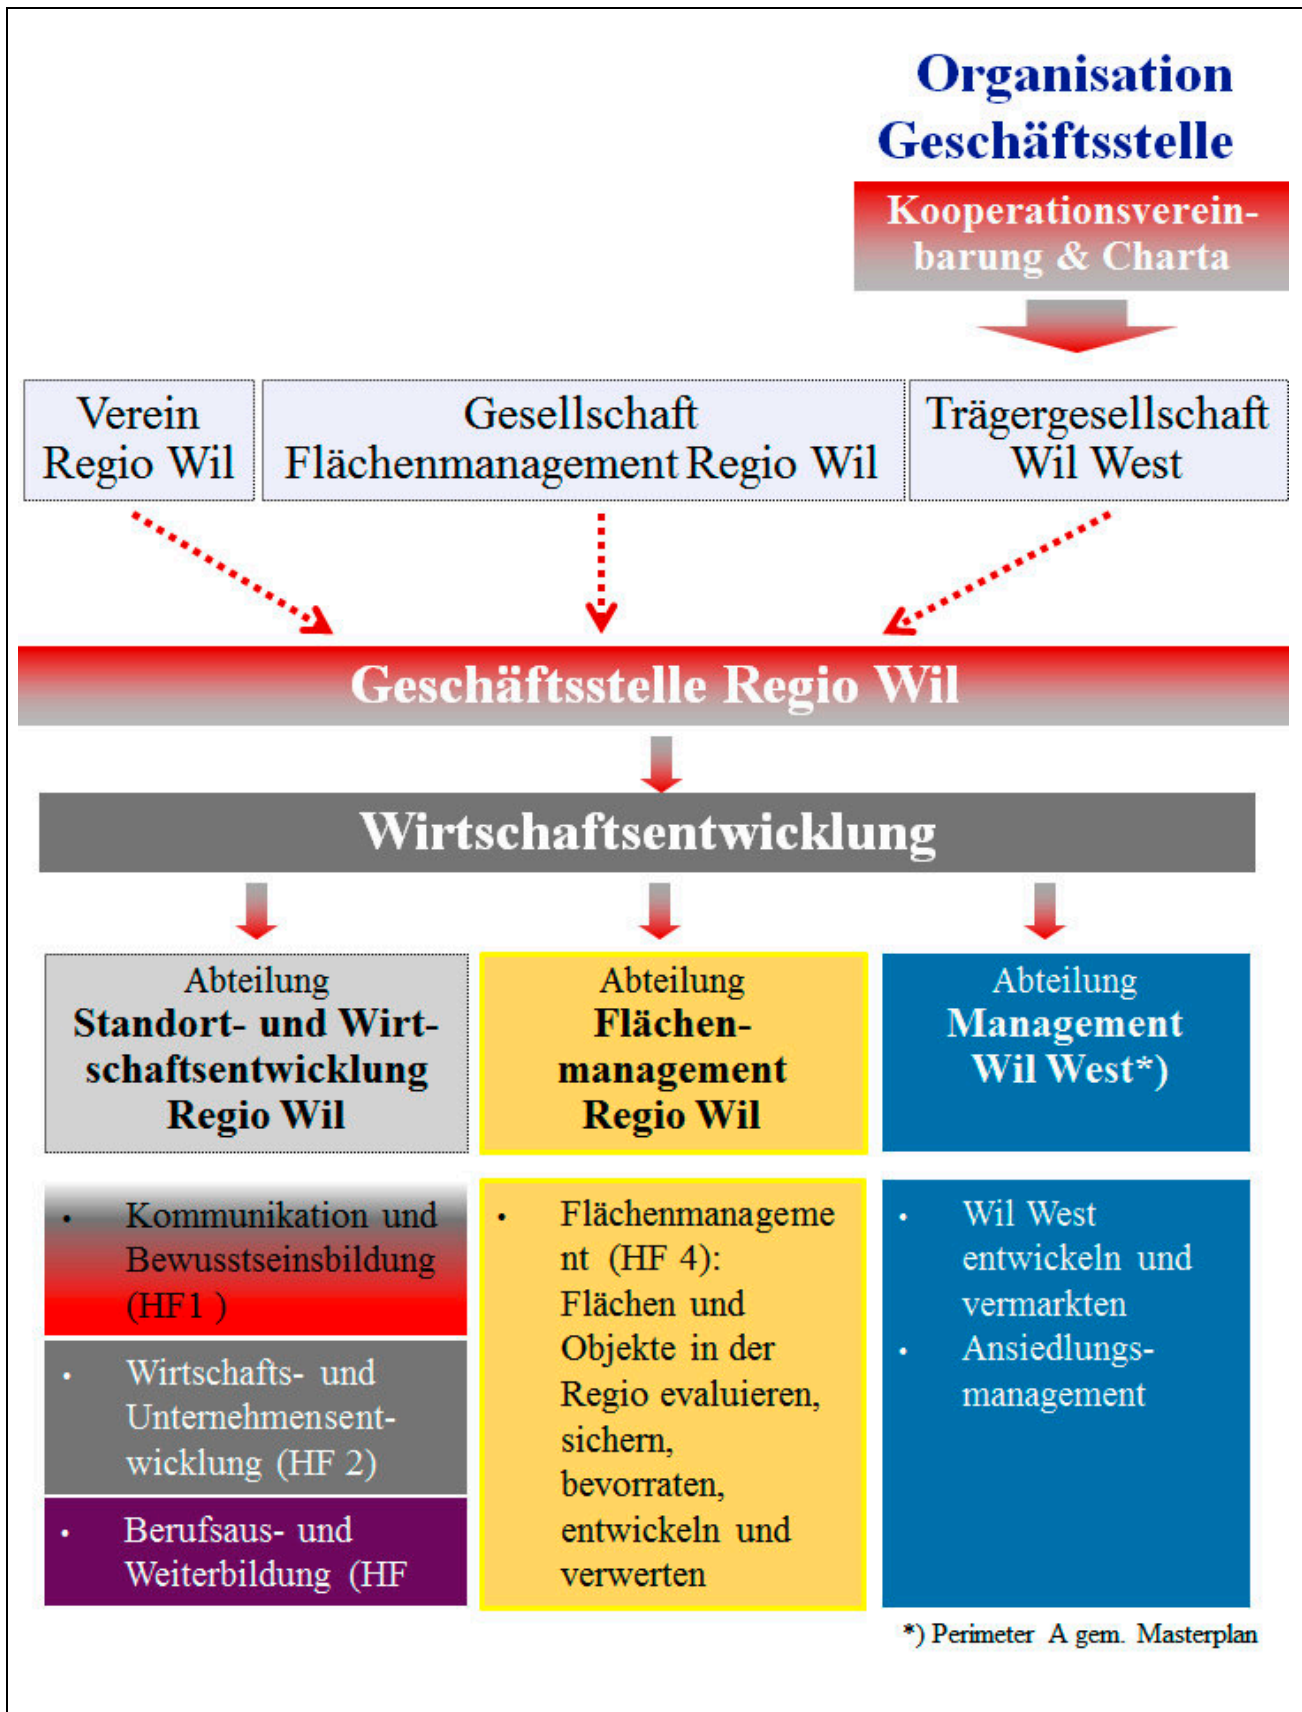 Organisation
Geschäftsstelle
Kooperationsverein-
barung & Charta
Verein
Regio Wil
Gesellschaft
Flächenmanagement Regio Wil
Trägergesellschaft
Wil West
Geschäftsstelle Regio Wil
Wirtschaftsentwicklung
Abteilung
Standort- und Wirt-
schaftsentwicklung
Regio Wil
Abteilung
Flächen-
management
Regio Wil
Abteilung
Management
Wil West*)
• Kommunikation und
Bewusstseinsbildung
(HF1 )
• Wirtschafts- und
Unternehmensent-
wicklung (HF 2)
• Berufsaus- und
Weiterbildung (HF
• Flächenmanageme
nt (HF 4):
Flächen und
Objekte in der
Regio evaluieren,
sichern,
bevorraten,
entwickeln und
verwerten
• Wil West
entwickeln und
vermarkten
• Ansiedlungs-
management
*) Perimeter A gem. Masterplan